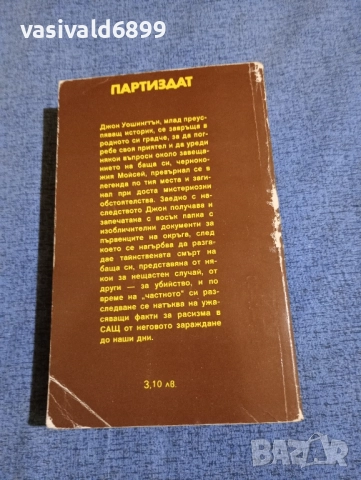 vasivald6899
ПАРТИЗДАТ
Джон Уошингтън, млад преус-
пяващ историк, се завръща в
родното си градче, за да пог-
ребе своя приятел и да уреди
някои въпроси около завеща-
нието на баща си, чернокo-
жия Мойсей, превърнал се в
легенда по тия места и заги-
нал при доста мистериозни
обстоятелства. Заедно с на-
следството Джон получава и
запечатана с восък папка с
изобличителни документи за
първенците на окръга, след
което се нагърбва да разга-
дае тайнствената смърт на
баща си, представяна от ня-
кои за нещастен случай, от
други — за убийство, и по
време на „частното" си раз-
следване се натъква на ужа-
сяващи факти за расизма в
САЩ от неговото зараждане
до наши дни.
3,10 лв.
BAZAR